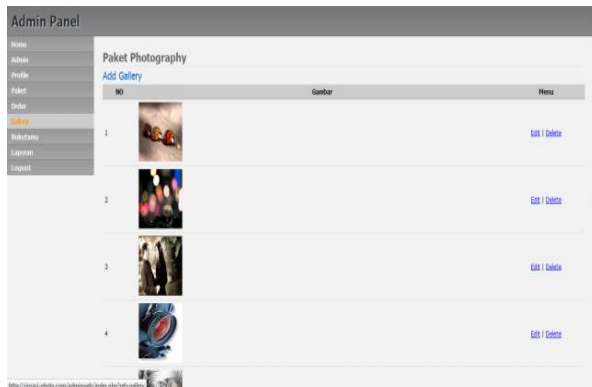 Admin Panel
Home
Admin
Profile
Paket
Order
Gallery
Bukutamu
Laporan
Logout
Paket Photography
Add Gallery
NO Gambar Menu
1 Edit | Delete
2 Edit | Delete
3 Edit | Delete
4 Edit | Delete